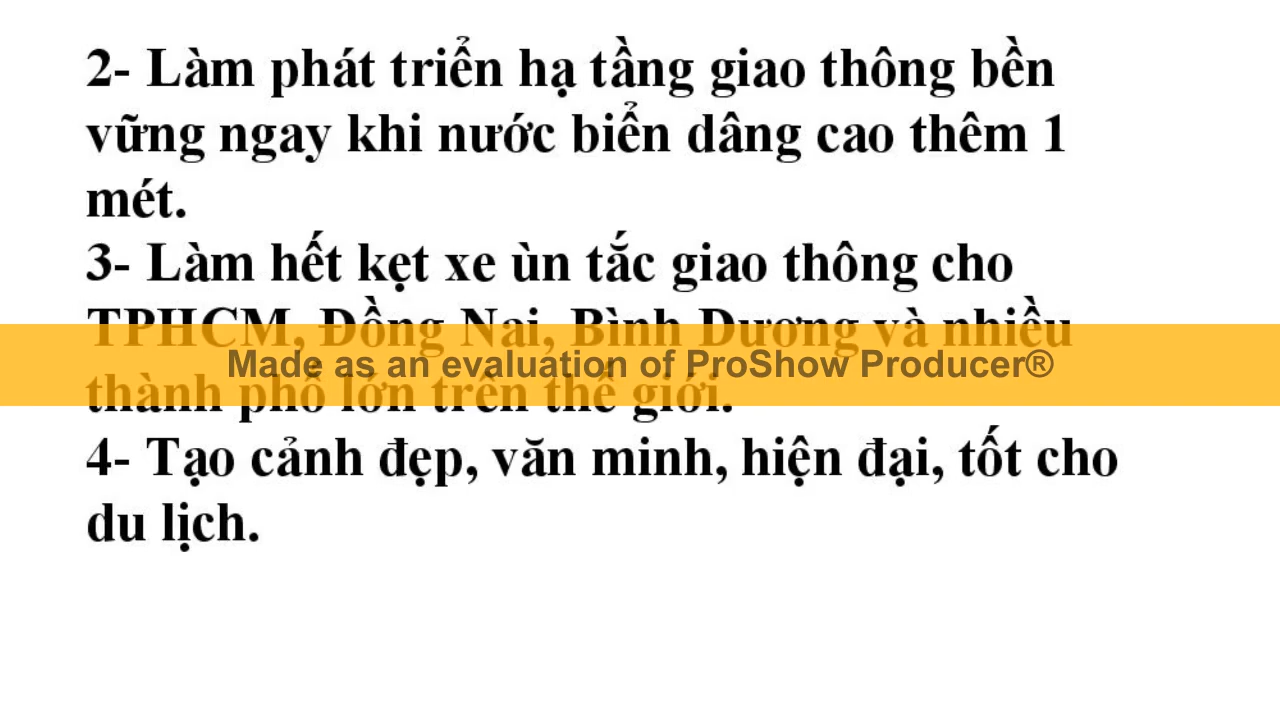 2- Làm phát triển hạ tầng giao thông bền
vững ngay khi nước biển dâng cao thêm 1
mét.
3- Làm hết kẹt xe ùn tắc giao thông cho
TPHCM, Đồng Nai, Bình Dương và nhiều
Made as an evaluation of ProShow Producer®
thành phố lớn trên thế giới.
4- Tạo cảnh đẹp, văn minh, hiện đại, tốt cho
du lịch.